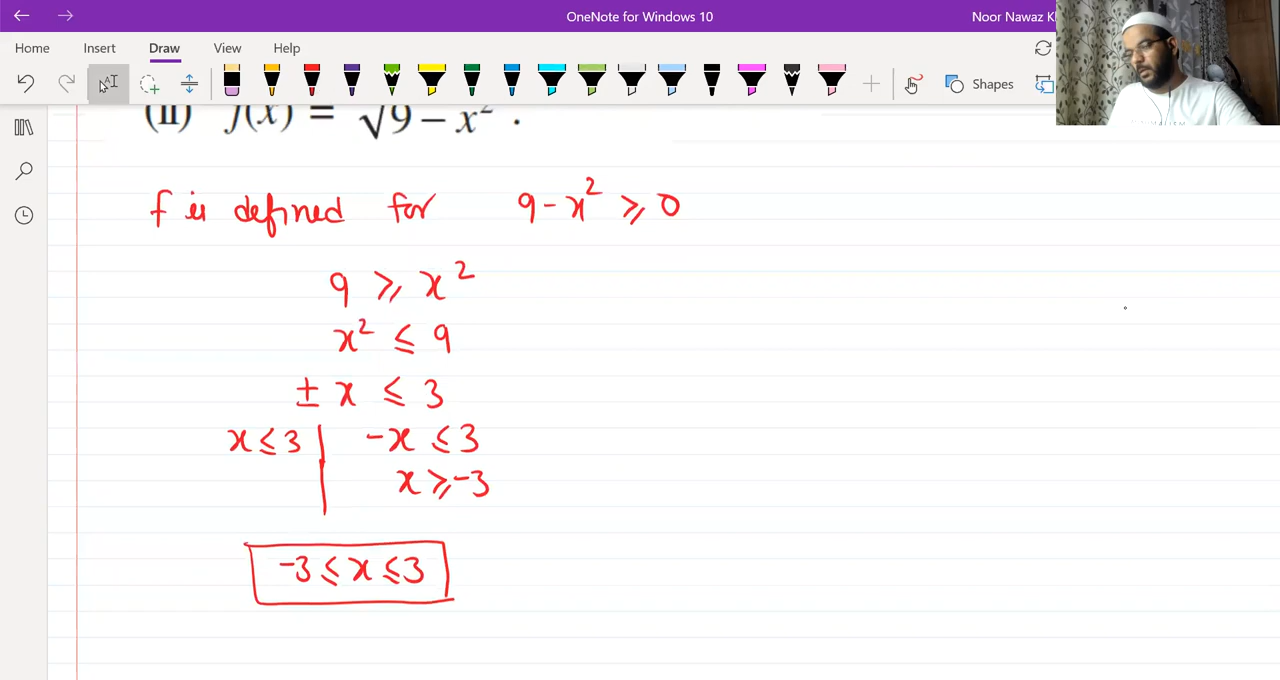 OneNote for Windows 10
Noor Nawaz
Home Insert Draw View Help
Shapes
(ii) f(x) = √9 – x² .
f is defined for 9 - x² ⩾ 0
9 ⩾ x²
x² ⩽ 9
± x ⩽ 3
x ⩽ 3 | -x ⩽ 3
x ⩾ -3
-3 ⩽ x ⩽ 3